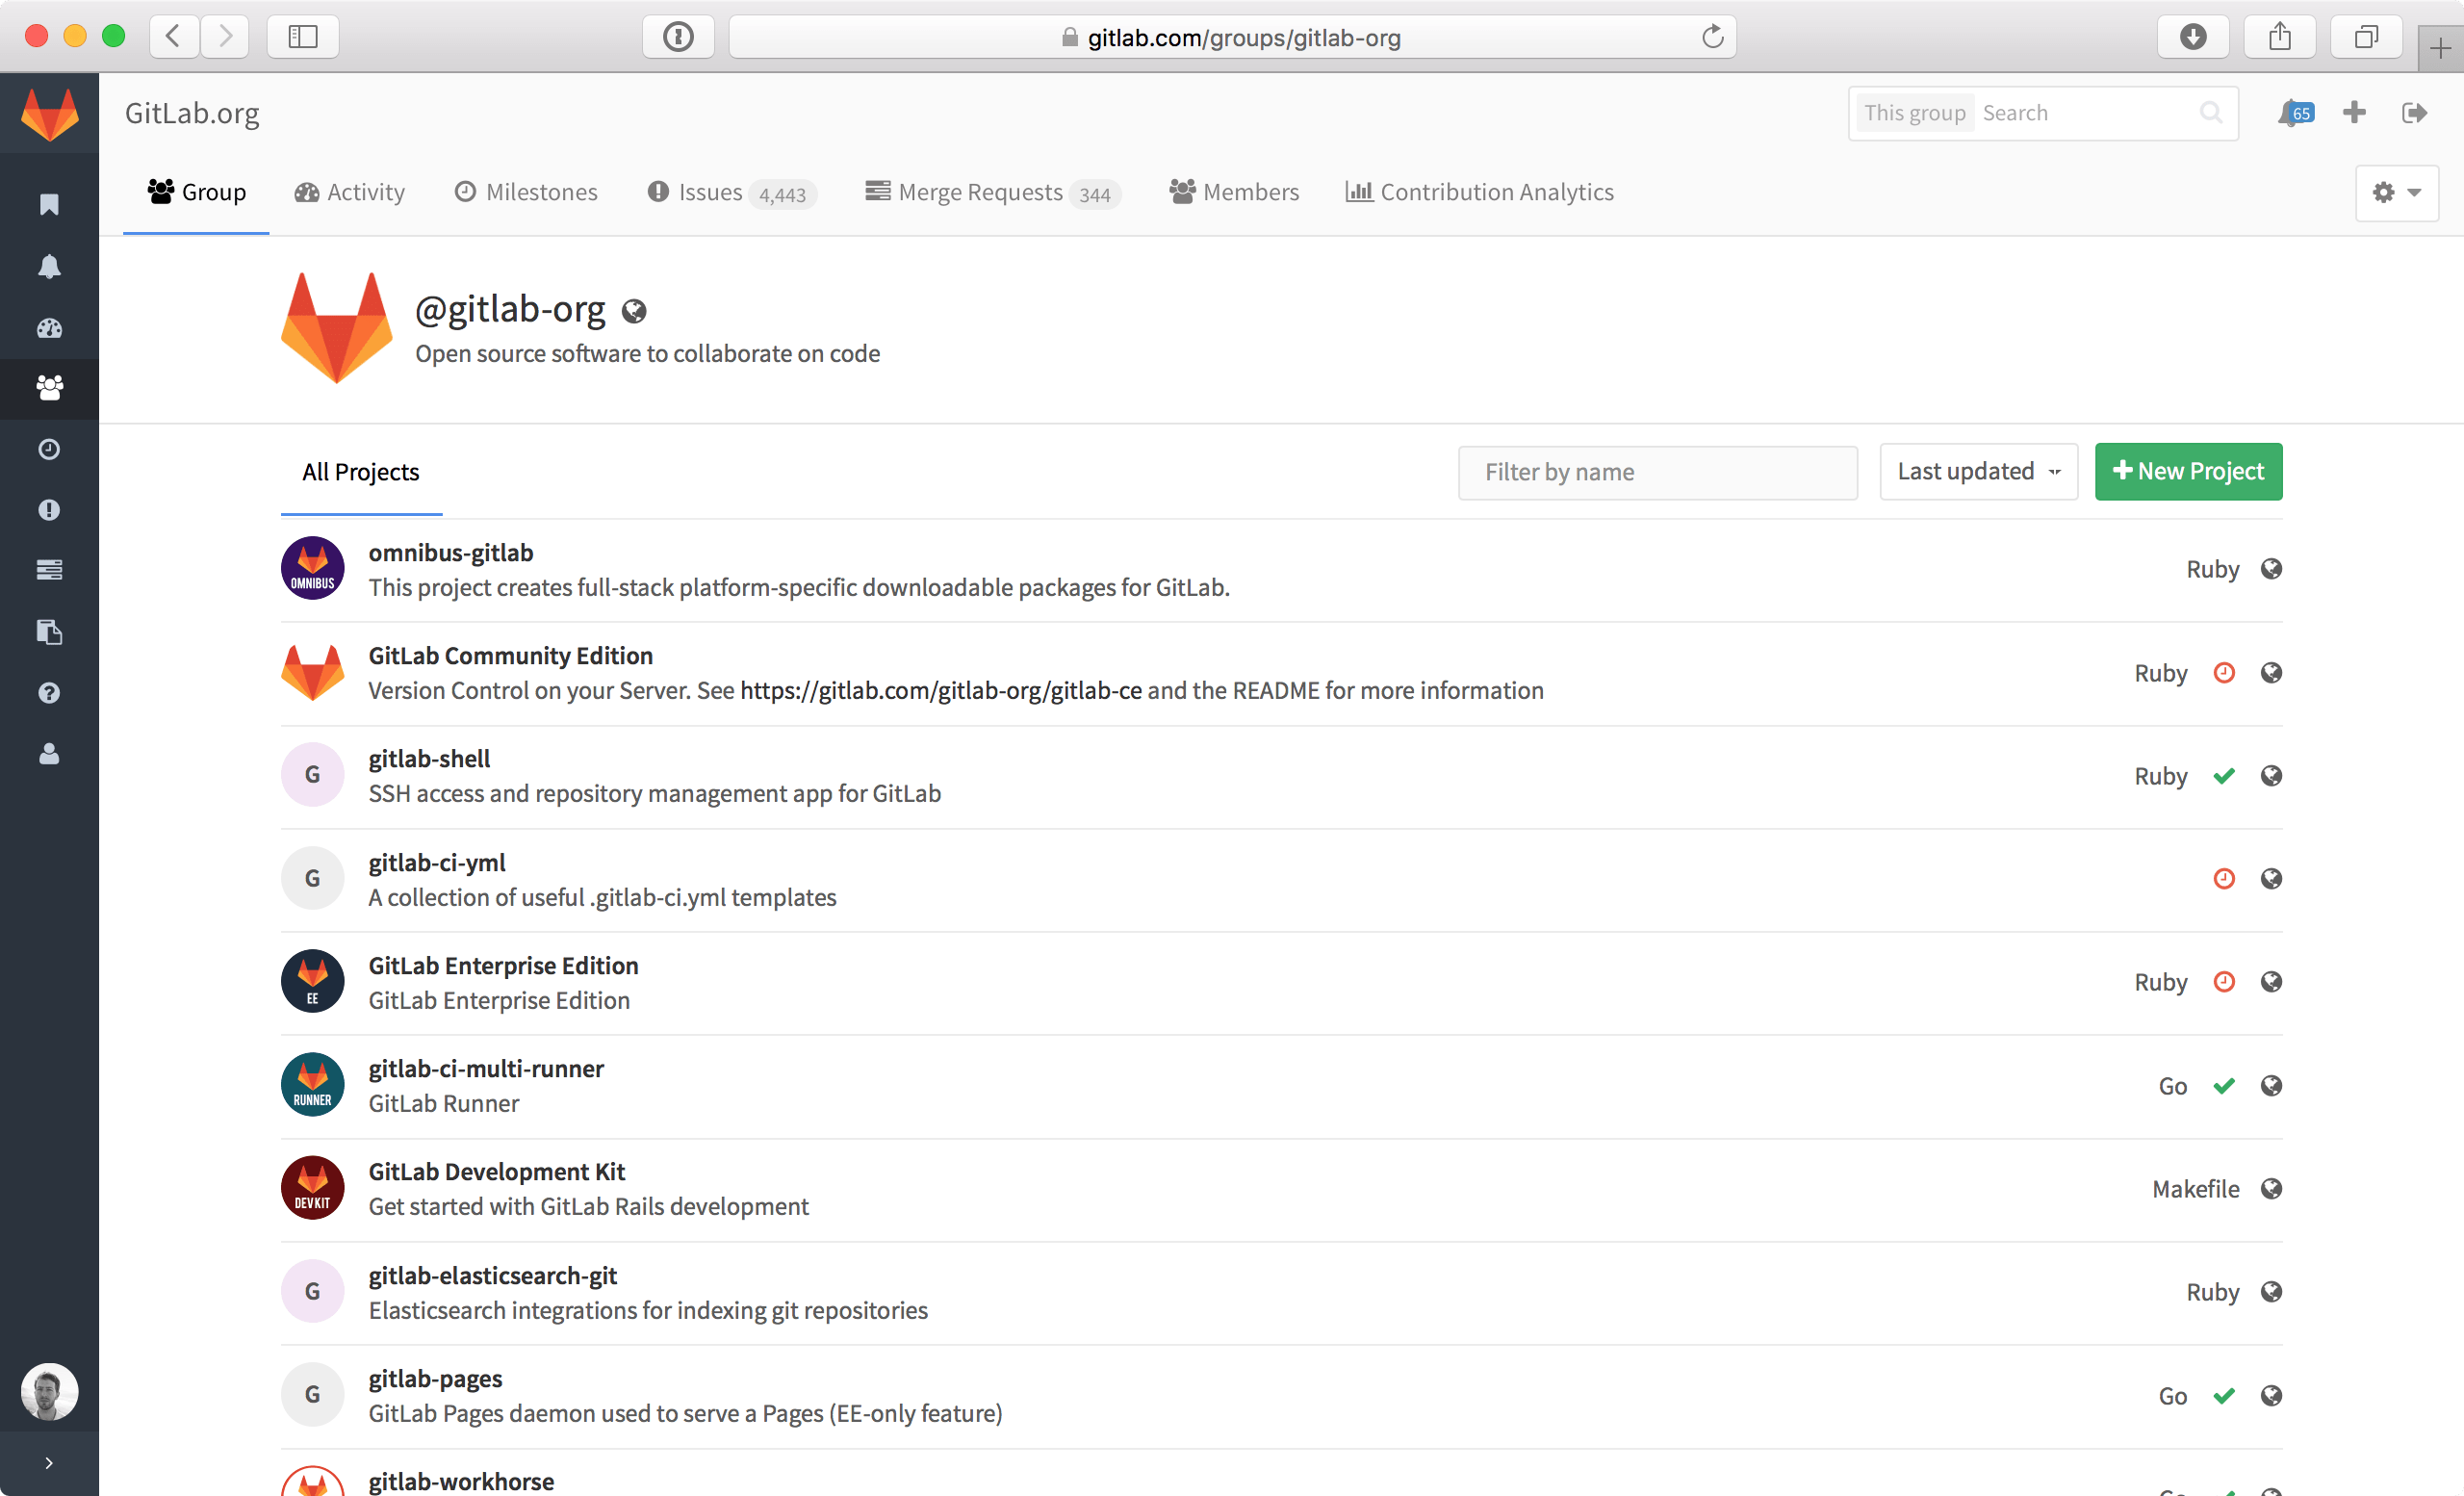 gitlab.com/groups/gitlab-org
GitLab.org
This group Search
65
Group
Activity
Milestones
Issues 4,443
Merge Requests 344
Members
Contribution Analytics
@gitlab-org
Open source software to collaborate on code
All Projects
Filter by name
Last updated
New Project
OMNIBUS
omnibus-gitlab
This project creates full-stack platform-specific downloadable packages for GitLab.
Ruby
GitLab Community Edition
Version Control on your Server. See https://gitlab.com/gitlab-org/gitlab-ce and the README for more information
Ruby
G
gitlab-shell
SSH access and repository management app for GitLab
Ruby
G
gitlab-ci-yml
A collection of useful .gitlab-ci.yml templates
EE
GitLab Enterprise Edition
GitLab Enterprise Edition
Ruby
RUNNER
gitlab-ci-multi-runner
GitLab Runner
Go
DEVKIT
GitLab Development Kit
Get started with GitLab Rails development
Makefile
G
gitlab-elasticsearch-git
Elasticsearch integrations for indexing git repositories
Ruby
G
gitlab-pages
GitLab Pages daemon used to serve a Pages (EE-only feature)
Go
gitlab-workhorse